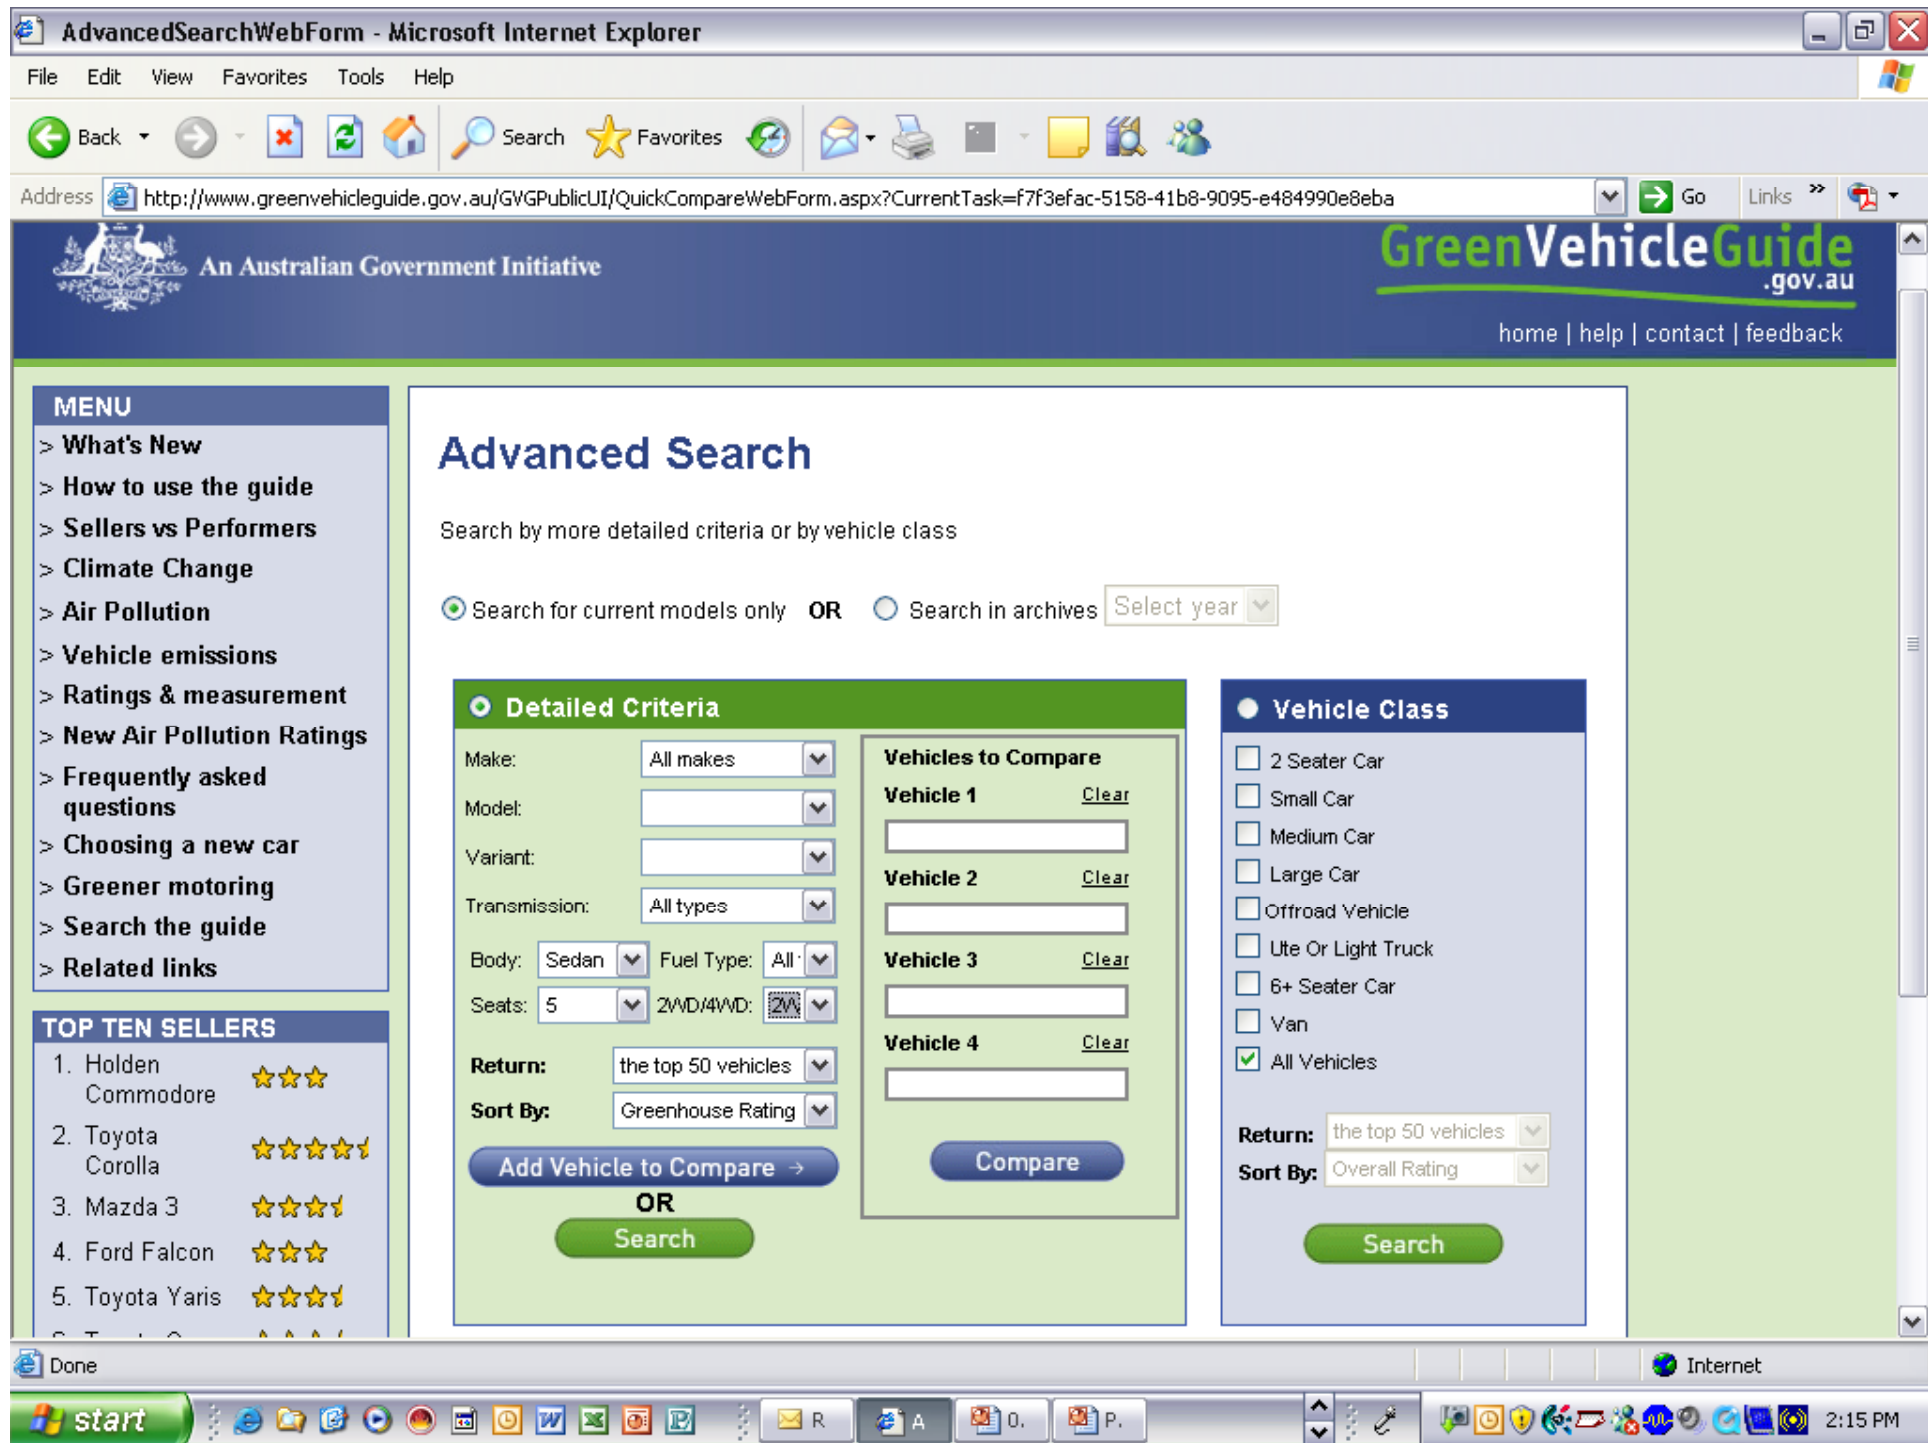 AdvancedSearchWebForm - Microsoft Internet Explorer
File Edit View Favorites Tools Help
Back Search Favorites
Address http://www.greenvehicleguide.gov.au/GVGPublicUI/QuickCompareWebForm.aspx?CurrentTask=f7f3efac-5158-41b8-9095-e484990e8eba Go Links »
An Australian Government Initiative
GreenVehicleGuide
.gov.au
home | help | contact | feedback
MENU
> What's New
> How to use the guide
> Sellers vs Performers
> Climate Change
> Air Pollution
> Vehicle emissions
> Ratings & measurement
> New Air Pollution Ratings
> Frequently asked
questions
> Choosing a new car
> Greener motoring
> Search the guide
> Related links
TOP TEN SELLERS
1. Holden
Commodore
2. Toyota
Corolla
3. Mazda 3
4. Ford Falcon
5. Toyota Yaris
Advanced Search
Search by more detailed criteria or by vehicle class
Search for current models only OR Search in archives Select year
Detailed Criteria
Make: All makes
Model:
Variant:
Transmission: All types
Body: Sedan Fuel Type: All
Seats: 5 2WD/4WD: 2W
Return: the top 50 vehicles
Sort By: Greenhouse Rating
Add Vehicle to Compare →
OR
Search
Vehicles to Compare
Vehicle 1 Clear
Vehicle 2 Clear
Vehicle 3 Clear
Vehicle 4 Clear
Compare
Vehicle Class
2 Seater Car
Small Car
Medium Car
Large Car
Offroad Vehicle
Ute Or Light Truck
6+ Seater Car
Van
All Vehicles
Return: the top 50 vehicles
Sort By: Overall Rating
Search
Done Internet
start R A 0. P. 2:15 PM